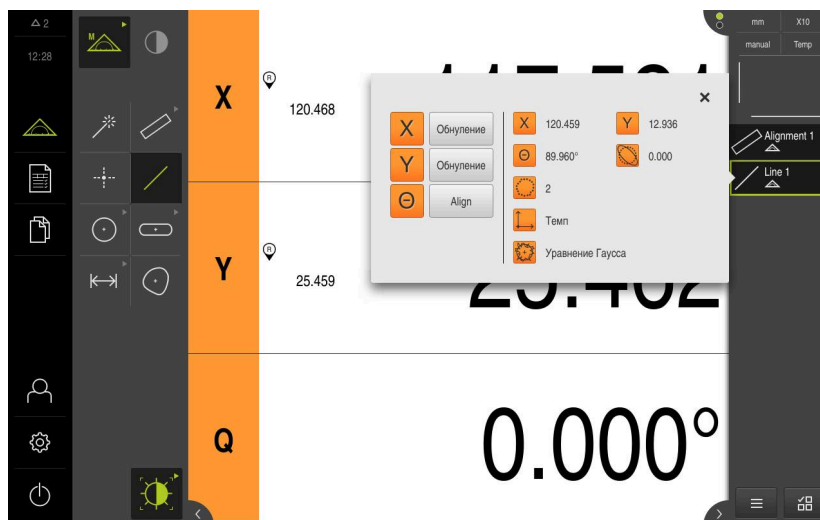 2
12:28
M
X
R
120.468
Y
R
25.459
Q
0.000°
X Обнуление
Y Обнуление
Θ Align
X 120.459 Y 12.936
Θ 89.960° 0.000
2
Темп
Уравнение Гаусса
mm X10
manual Temp
Alignment 1
Line 1